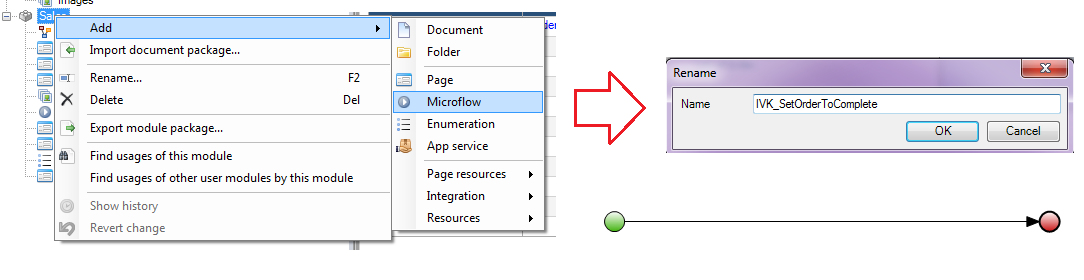 Images
Sales
Add
Import document package...
Rename... F2
Delete Del
Export module package...
Find usages of this module
Find usages of other user modules by this module
Show history
Revert change
Document
Folder
Page
Microflow
Enumeration
App service
Page resources
Integration
Resources
Rename
Name IVK_SetOrderToComplete
OK Cancel